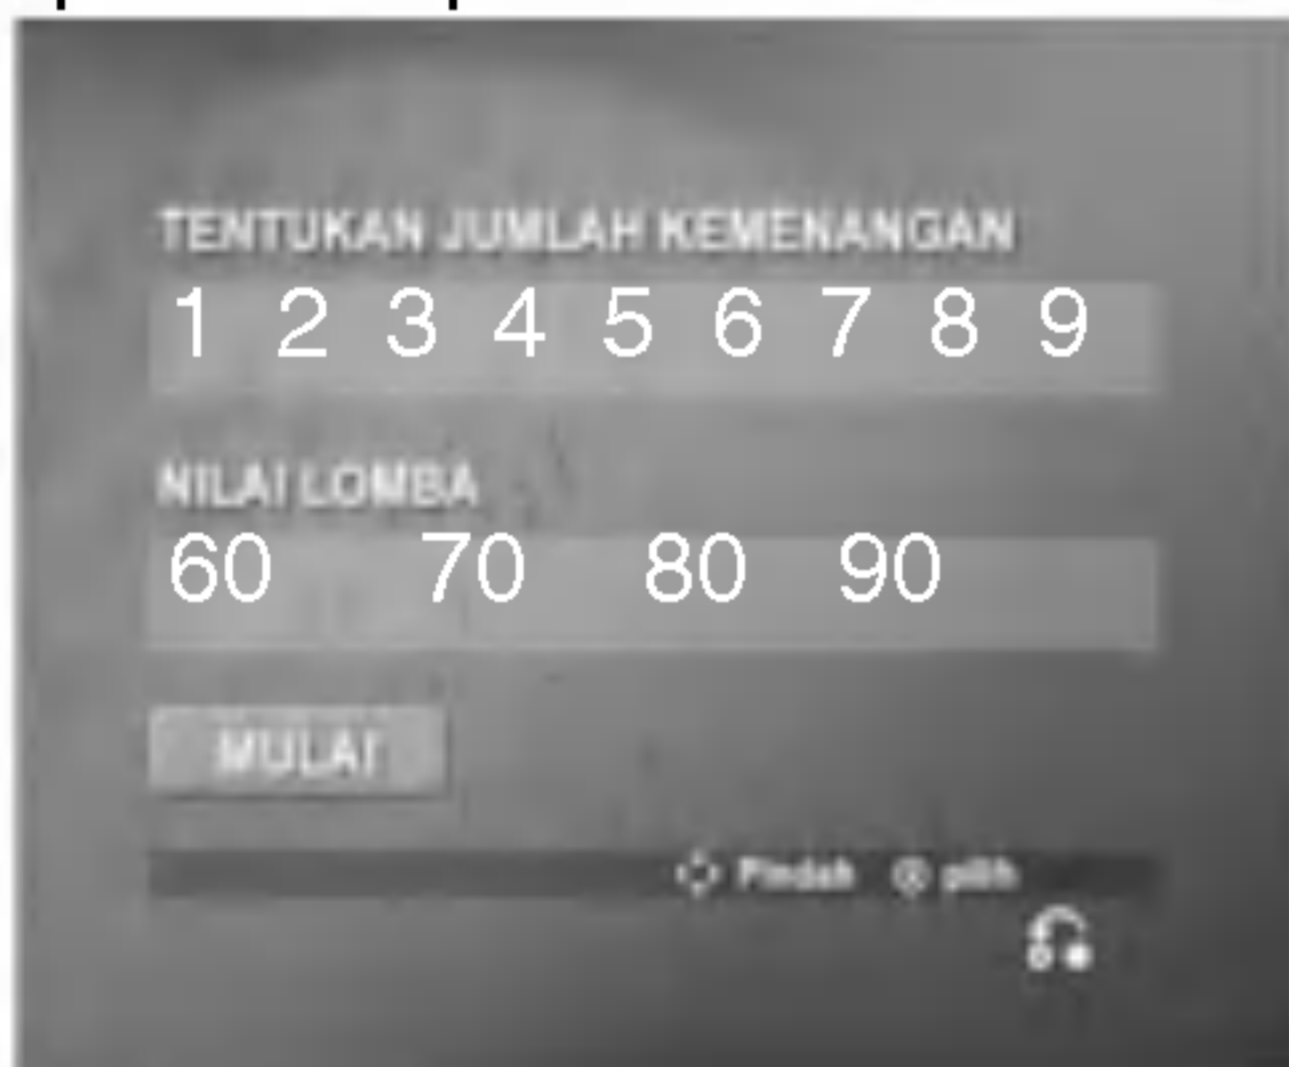 TENTUKAN JUMLAH KEMENANGAN
1 2 3 4 5 6 7 8 9
NILAI LOMBA
60 70 80 90
MULAI
Pindah pilih